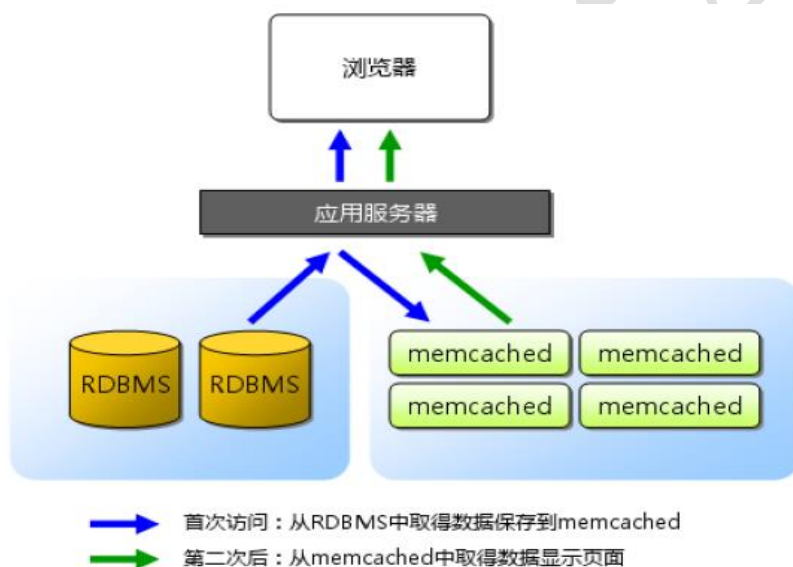 浏览器
应用服务器
RDBMS
RDBMS
memcached
memcached
memcached
memcached
首次访问：从RDBMS中取得数据保存到memcached
第二次后：从memcached中取得数据显示页面